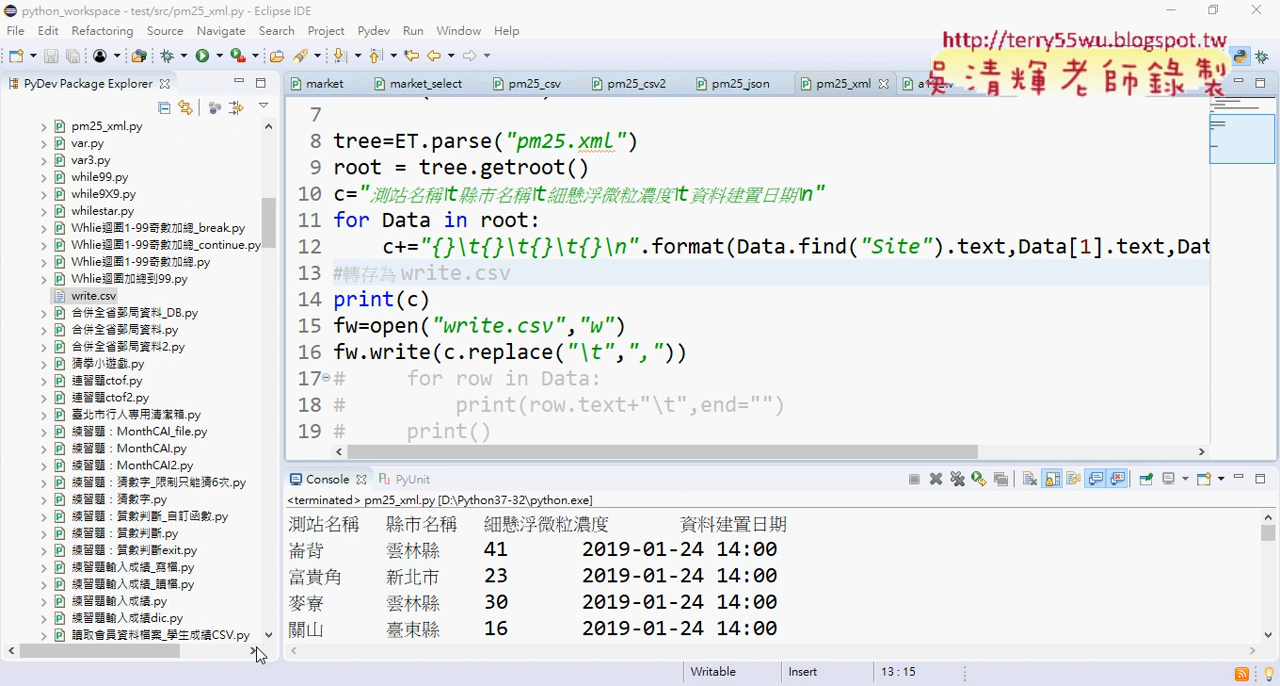 python_workspace - test/src/pm25_xml.py - Eclipse IDE
File Edit Refactoring Source Navigate Search Project Pydev Run Window Help
http://terry55wu.blogspot.tw
吳清輝老師錄製
PyDev Package Explorer
market market_select pm25_csv pm25_csv2 pm25_json pm25_xml
pm25_xml.py
var.py
var3.py
while99.py
while9X9.py
whilestar.py
Whlie迴圈1-99奇數加總_break.py
Whlie迴圈1-99奇數加總_continue.py
Whlie迴圈1-99奇數加總.py
Whlie迴圈加總到99.py
write.csv
合併全省郵局資料_DB.py
合併全省郵局資料.py
合併全省郵局資料2.py
猜拳小遊戲.py
連習題ctof.py
連習題ctof2.py
臺北市行人專用清潔箱.py
練習題：MonthCAI_file.py
練習題：MonthCAI.py
練習題：MonthCAI2.py
練習題：猜數字_限制只能猜6次.py
練習題：猜數字.py
練習題：質數判斷_自訂函數.py
練習題：質數判斷.py
練習題：質數判斷exit.py
練習題輸入成績_寫檔.py
練習題輸入成績_讀檔.py
練習題輸入成績.py
練習題輸入成績dic.py
讀取會員資料檔案_學生成績CSV.py
7
8 tree=ET.parse("pm25.xml")
9 root = tree.getroot()
10 c="測站名稱\t縣市名稱\t細懸浮微粒濃度\t資料建置日期\n"
11 for Data in root:
12 c+="{}\t{}\t{}\t{}\n".format(Data.find("Site").text,Data[1].text,Dat
13 #轉存為write.csv
14 print(c)
15 fw=open("write.csv","w")
16 fw.write(c.replace("\t",","))
17 # for row in Data:
18 # print(row.text+"\t",end="")
19 # print()
Console PyUnit
<terminated> pm25_xml.py [D:\Python37-32\python.exe]
測站名稱 縣市名稱 細懸浮微粒濃度 資料建置日期
崙背 雲林縣 41 2019-01-24 14:00
富貴角 新北市 23 2019-01-24 14:00
麥寮 雲林縣 30 2019-01-24 14:00
關山 臺東縣 16 2019-01-24 14:00
Writable Insert 13 : 15